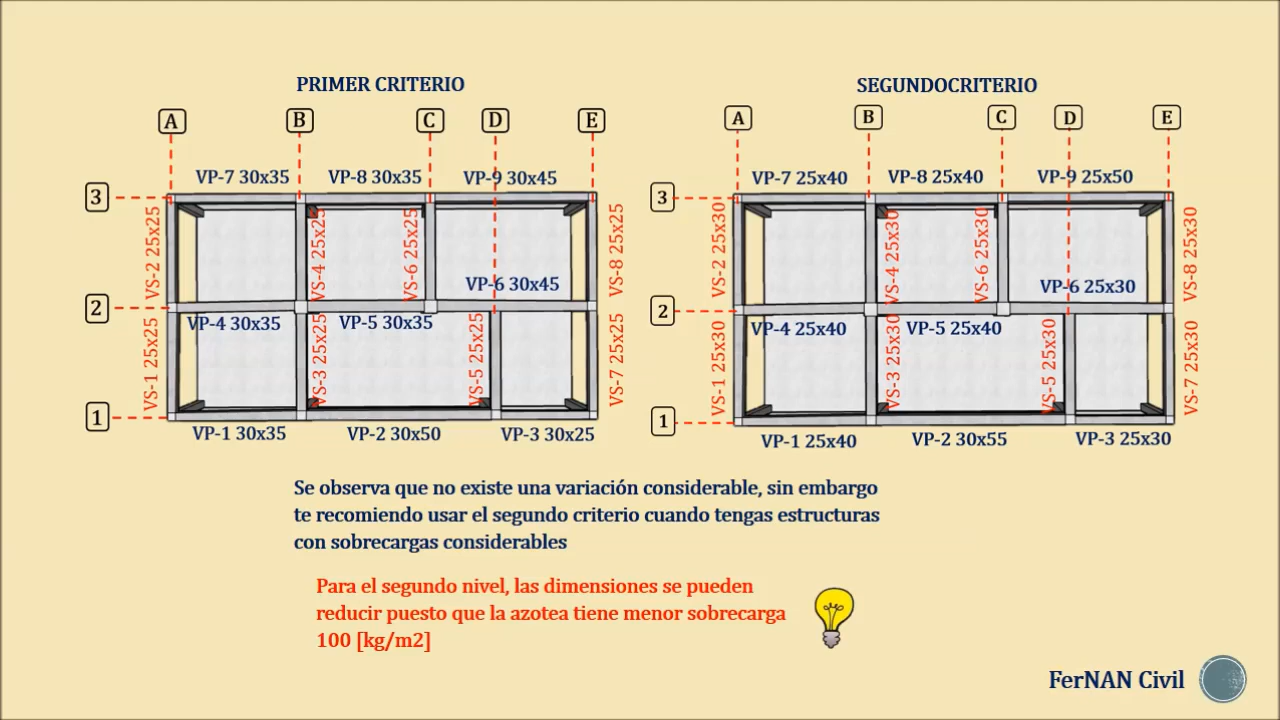 PRIMER CRITERIO
A B C D E
VP-7 30x35 VP-8 30x35 VP-9 30x45
3
VS-2 25x25 VS-4 25x25 VS-6 25x25 VS-8 25x25
VP-6 30x45
2
VP-4 30x35 VP-5 30x35
VS-1 25x25 VS-3 25x25 VS-5 25x25 VS-7 25x25
1
VP-1 30x35 VP-2 30x50 VP-3 30x25
SEGUNDOCRITERIO
A B C D E
VP-7 25x40 VP-8 25x40 VP-9 25x50
3
VS-2 25x30 VS-4 25x30 VS-6 25x30 VS-8 25x30
VP-6 25x30
2
VP-4 25x40 VP-5 25x40
VS-1 25x30 VS-3 25x30 VS-5 25x30 VS-7 25x30
1
VP-1 25x40 VP-2 30x55 VP-3 25x30
Se observa que no existe una variación considerable, sin embargo
te recomiendo usar el segundo criterio cuando tengas estructuras
con sobrecargas considerables
Para el segundo nivel, las dimensiones se pueden
reducir puesto que la azotea tiene menor sobrecarga
100 [kg/m2]
FerNAN Civil